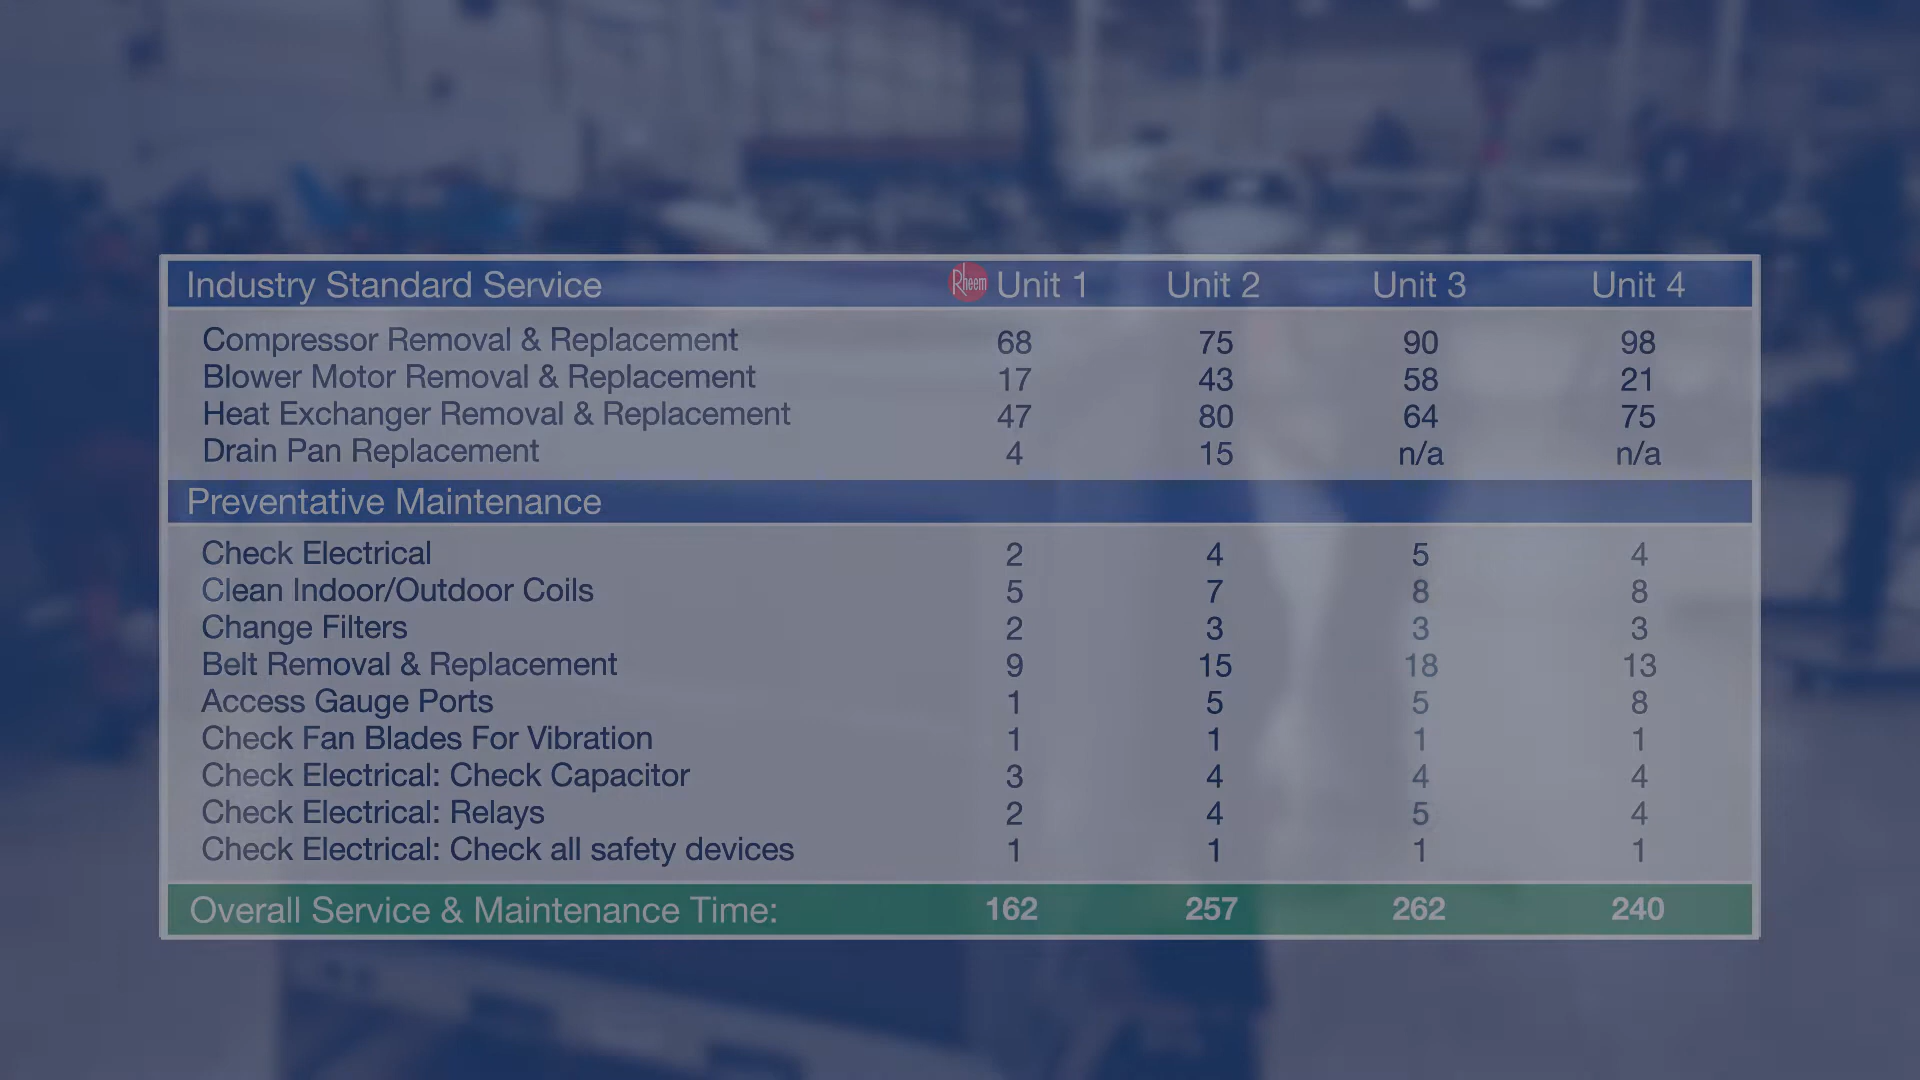 Industry Standard Service Rheem Unit 1 Unit 2 Unit 3 Unit 4
Compressor Removal & Replacement 68 75 90 98
Blower Motor Removal & Replacement 17 43 58 21
Heat Exchanger Removal & Replacement 47 80 64 75
Drain Pan Replacement 4 15 n/a n/a
Preventative Maintenance
Check Electrical 2 4 5 4
Clean Indoor/Outdoor Coils 5 7 8 8
Change Filters 2 3 3 3
Belt Removal & Replacement 9 15 18 13
Access Gauge Ports 1 5 5 8
Check Fan Blades For Vibration 1 1 1 1
Check Electrical: Check Capacitor 3 4 4 4
Check Electrical: Relays 2 4 5 4
Check Electrical: Check all safety devices 1 1 1 1
Overall Service & Maintenance Time: 162 257 262 240